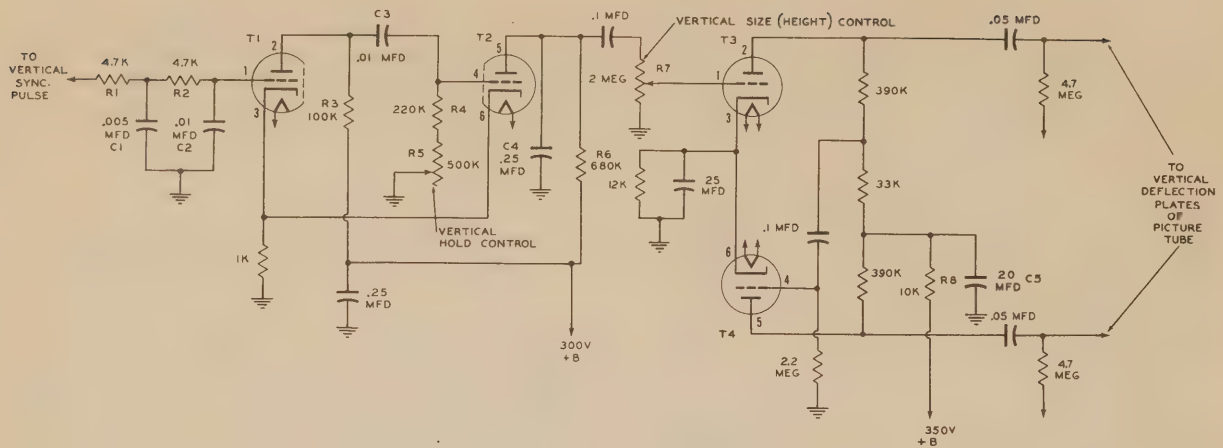 TO
VERTICAL
SYNC.
PULSE
4.7K
R1
4.7K
R2
.005
MFD
C1
.01
MFD
C2
T1
2
1
3
1K
C3
.01 MFD
R3
100K
220K
R4
R5
500K
VERTICAL
HOLD CONTROL
.25
MFD
T2
5
4
6
C4
.25
MFD
R6
680K
300V
+B
.1 MFD
VERTICAL SIZE (HEIGHT) CONTROL
R7
2 MEG
T3
2
1
3
12K
25
MFD
.1 MFD
6
4
5
T4
2.2
MEG
390K
33K
390K
R8
10K
20
MFD
C5
350V
+B
.05 MFD
4.7
MEG
TO
VERTICAL
DEFLECTION
PLATES
OF
PICTURE
TUBE
.05 MFD
4.7
MEG